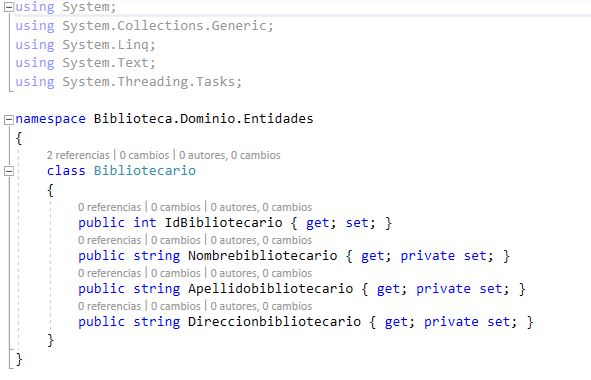 using System;
using System.Collections.Generic;
using System.Linq;
using System.Text;
using System.Threading.Tasks;
namespace Biblioteca.Dominio.Entidades
{
2 referencias | 0 cambios | 0 autores, 0 cambios
class Bibliotecario
{
0 referencias | 0 cambios | 0 autores, 0 cambios
public int IdBibliotecario { get; set; }
0 referencias | 0 cambios | 0 autores, 0 cambios
public string Nombrebibliotecario { get; private set; }
0 referencias | 0 cambios | 0 autores, 0 cambios
public string Apellidobibliotecario { get; private set; }
0 referencias | 0 cambios | 0 autores, 0 cambios
public string Direccionbibliotecario { get; private set; }
}
}